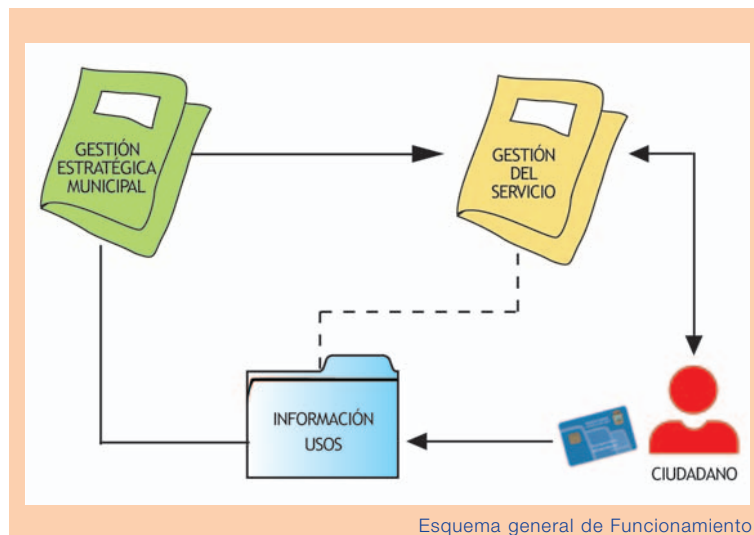 GESTIÓN
ESTRATÉGICA
MUNICIPAL
GESTIÓN
DEL
SERVICIO
INFORMACIÓN
USOS
CIUDADANO
Esquema general de Funcionamiento